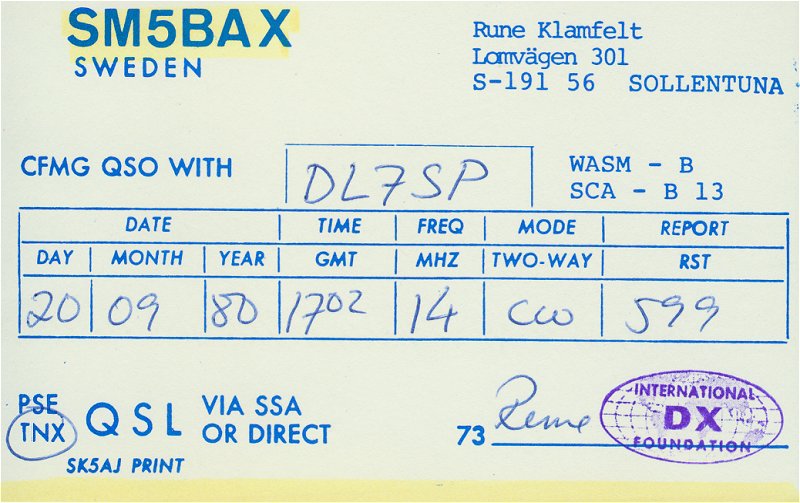 SM5BAX
SWEDEN
Rune Klamfelt
Lomvägen 301
S-191 56 SOLLENTUNA
CFMG QSO WITH DL7SP
WASM - B
SCA - B 13
DATE TIME FREQ MODE REPORT
DAY MONTH YEAR GMT MHZ TWO-WAY RST
20 09 80 1702 14 CW 599
PSE
TNX
QSL
VIA SSA
OR DIRECT
73 Rune
INTERNATIONAL
DX
FOUNDATION
SK5AJ PRINT